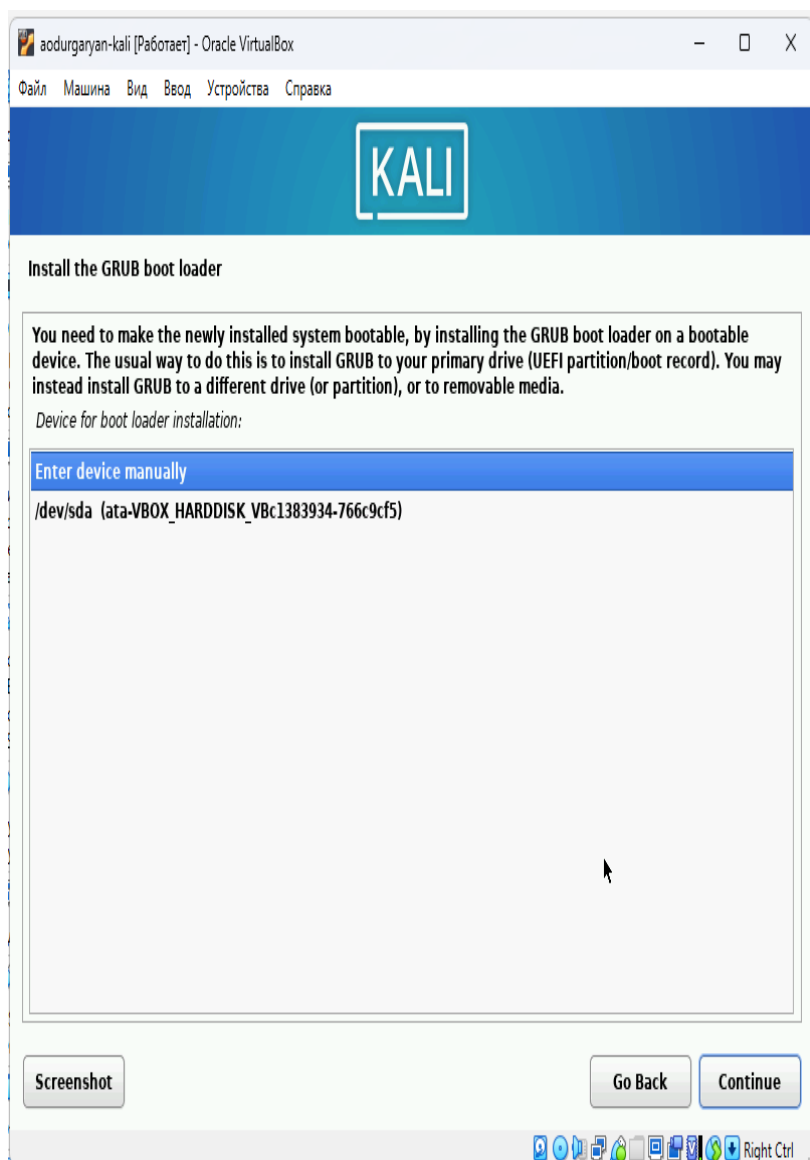 aodurgaryan-kali [Работает] - Oracle VirtualBox
Файл Машина Вид Ввод Устройства Справка
KALI
Install the GRUB boot loader
You need to make the newly installed system bootable, by installing the GRUB boot loader on a bootable
device. The usual way to do this is to install GRUB to your primary drive (UEFI partition/boot record). You may
instead install GRUB to a different drive (or partition), or to removable media.
Device for boot loader installation:
Enter device manually
/dev/sda (ata-VBOX_HARDDISK_VBc1383934-766c9cf5)
Screenshot Go Back Continue
Right Ctrl